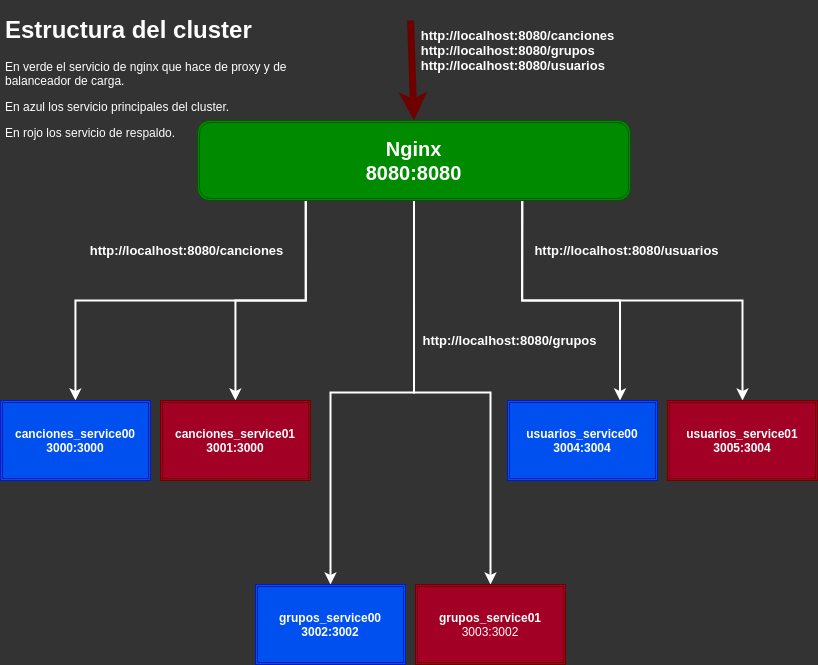 Estructura del cluster
En verde el servicio de nginx que hace de proxy y de
balanceador de carga.
En azul los servicio principales del cluster.
En rojo los servicio de respaldo.
http://localhost:8080/canciones
http://localhost:8080/grupos
http://localhost:8080/usuarios
Nginx
8080:8080
http://localhost:8080/canciones
http://localhost:8080/usuarios
http://localhost:8080/grupos
canciones_service00
3000:3000
canciones_service01
3001:3000
usuarios_service00
3004:3004
usuarios_service01
3005:3004
grupos_service00
3002:3002
grupos_service01
3003:3002